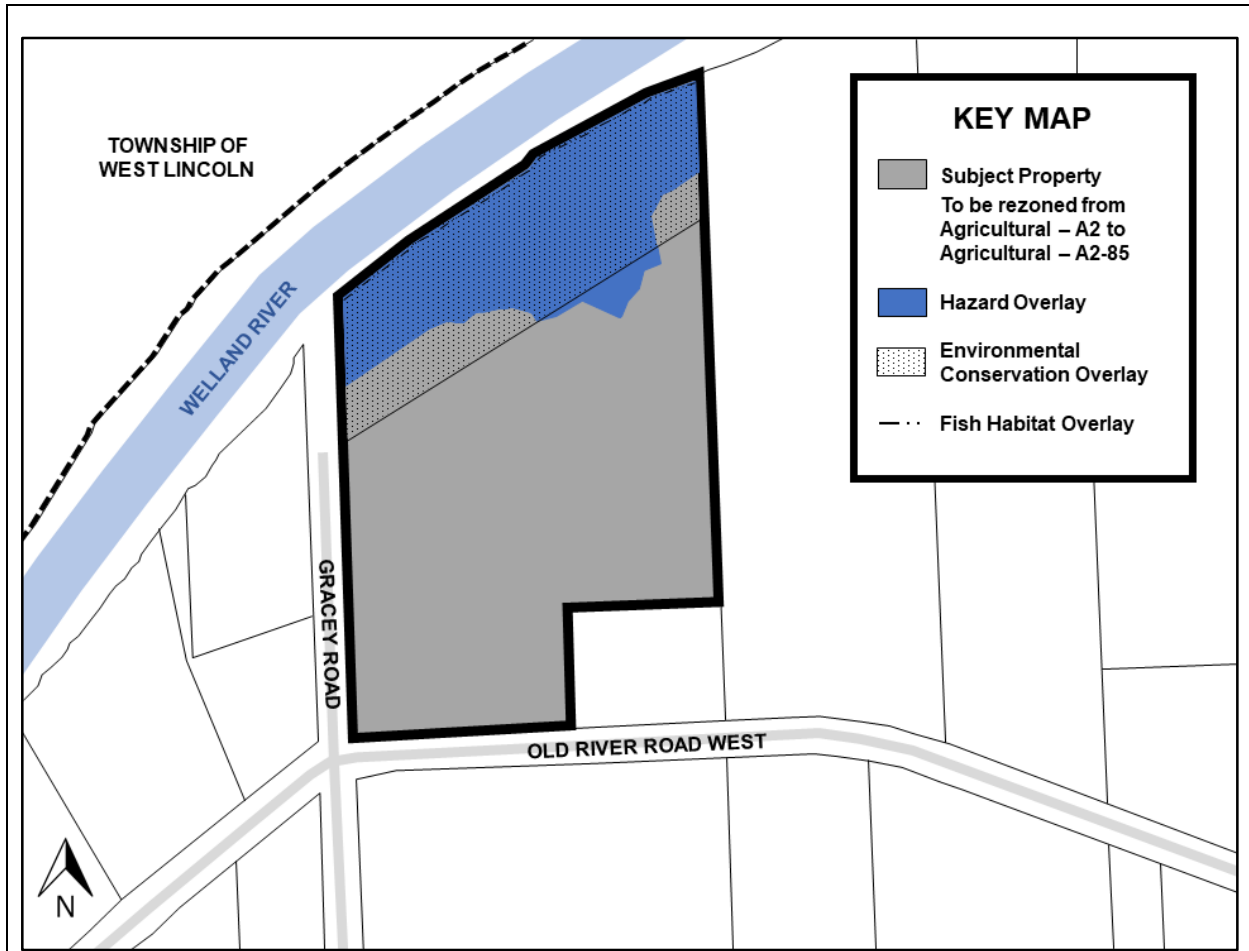 TOWNSHIP OF
WEST LINCOLN
WELLAND RIVER
GRACEY ROAD
OLD RIVER ROAD WEST
N
KEY MAP
Subject Property
To be rezoned from
Agricultural – A2 to
Agricultural – A2-85
Hazard Overlay
Environmental
Conservation Overlay
Fish Habitat Overlay